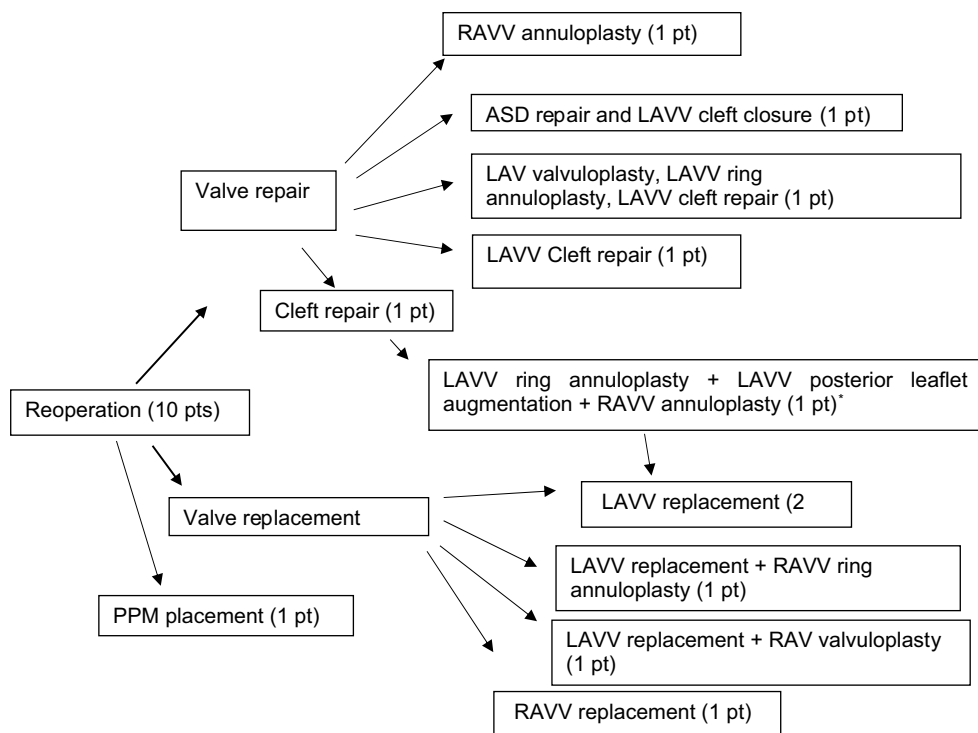 RAVV annuloplasty (1 pt)
ASD repair and LAVV cleft closure (1 pt)
Valve repair
LAV valvuloplasty, LAVV ring
annuloplasty, LAVV cleft repair (1 pt)
LAVV Cleft repair (1 pt)
Cleft repair (1 pt)
LAVV ring annuloplasty + LAVV posterior leaflet
augmentation + RAVV annuloplasty (1 pt)*
Reoperation (10 pts)
LAVV replacement (2
Valve replacement
LAVV replacement + RAVV ring
annuloplasty (1 pt)
PPM placement (1 pt)
LAVV replacement + RAV valvuloplasty
(1 pt)
RAVV replacement (1 pt)